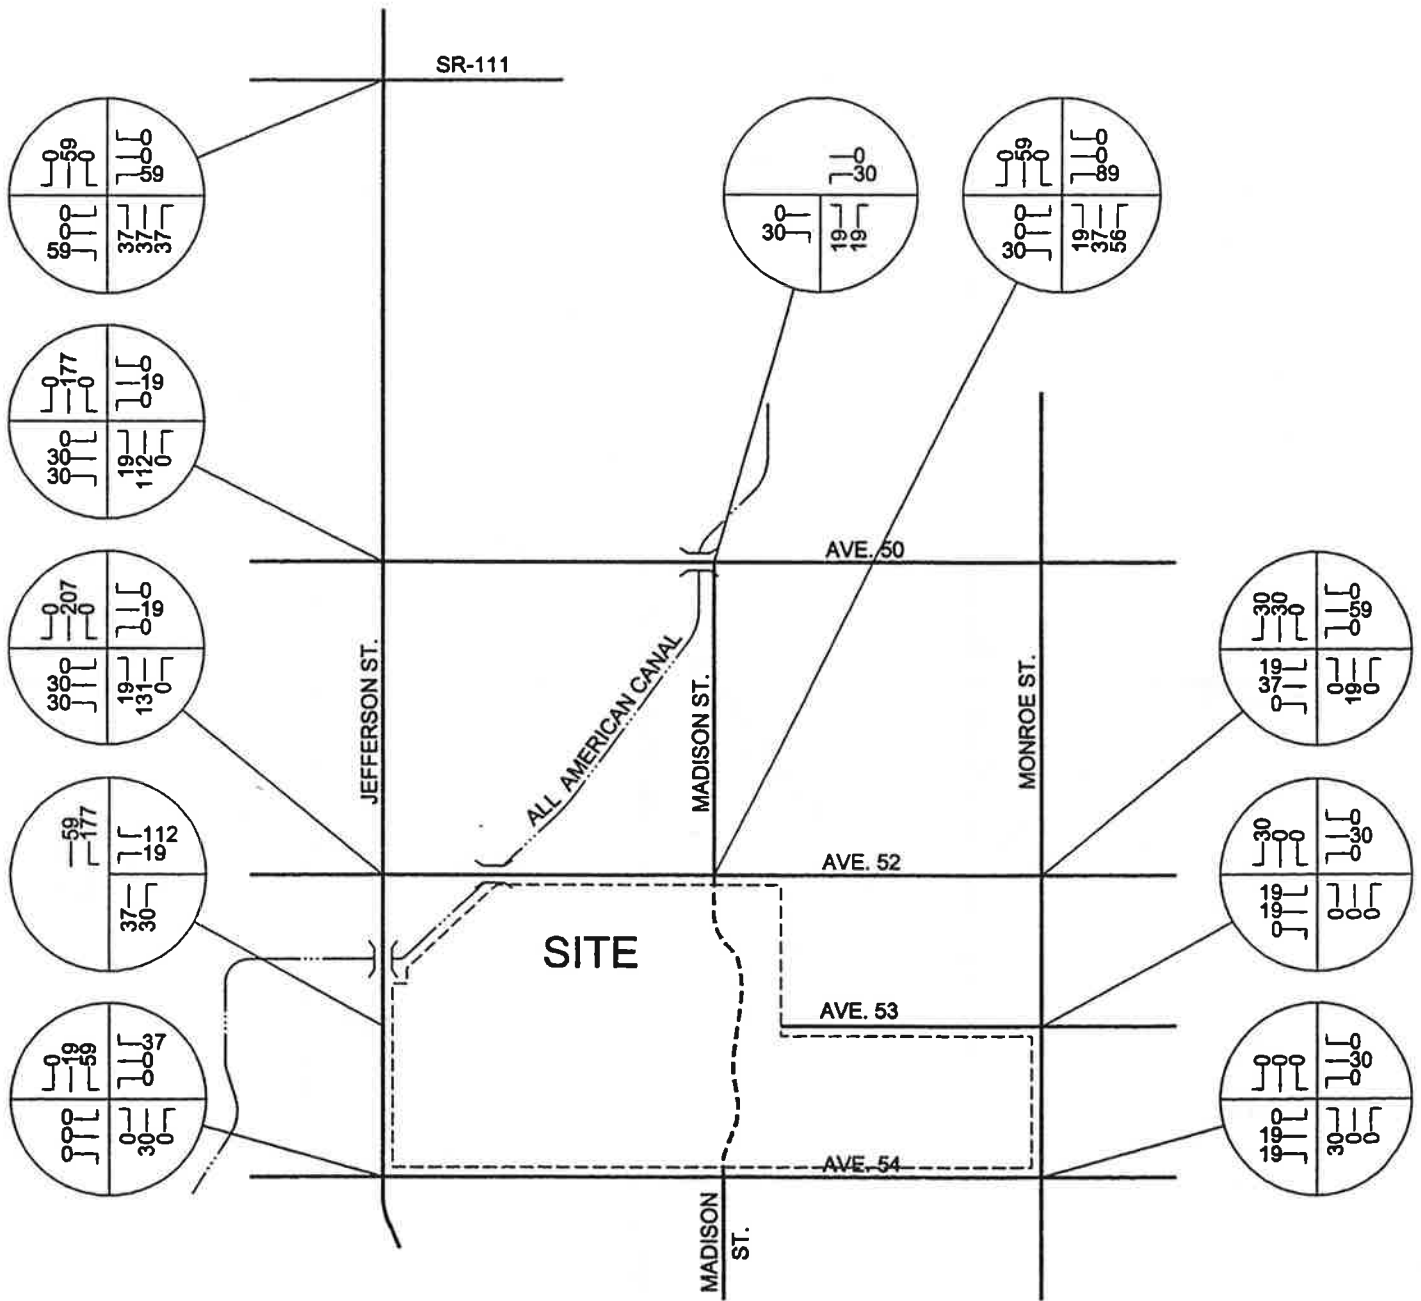 SR-111
0 59 0
0
0
59
0
0
59
37 37 37
0
30
0
30
19 19
0 59 0
0
0
89
0
0
30
19 37 56
0 177 0
0
19
0
0
30
30
19 112 0
AVE. 50
0 207 0
0
19
0
0
30
30
19 131 0
JEFFERSON ST.
ALL AMERICAN CANAL
MADISON ST.
MONROE ST.
30 30 0
0
59
0
19
37
0
0 19 0
59 177
112
19
37 30
AVE. 52
30 0 0
0
30
0
19
19
0
0 0 0
SITE
AVE. 53
0 19 59
37
0
0
0
0
0
0 30 0
0 0 0
0
30
0
0
19
19
30 0 0
AVE. 54
MADISON
ST.